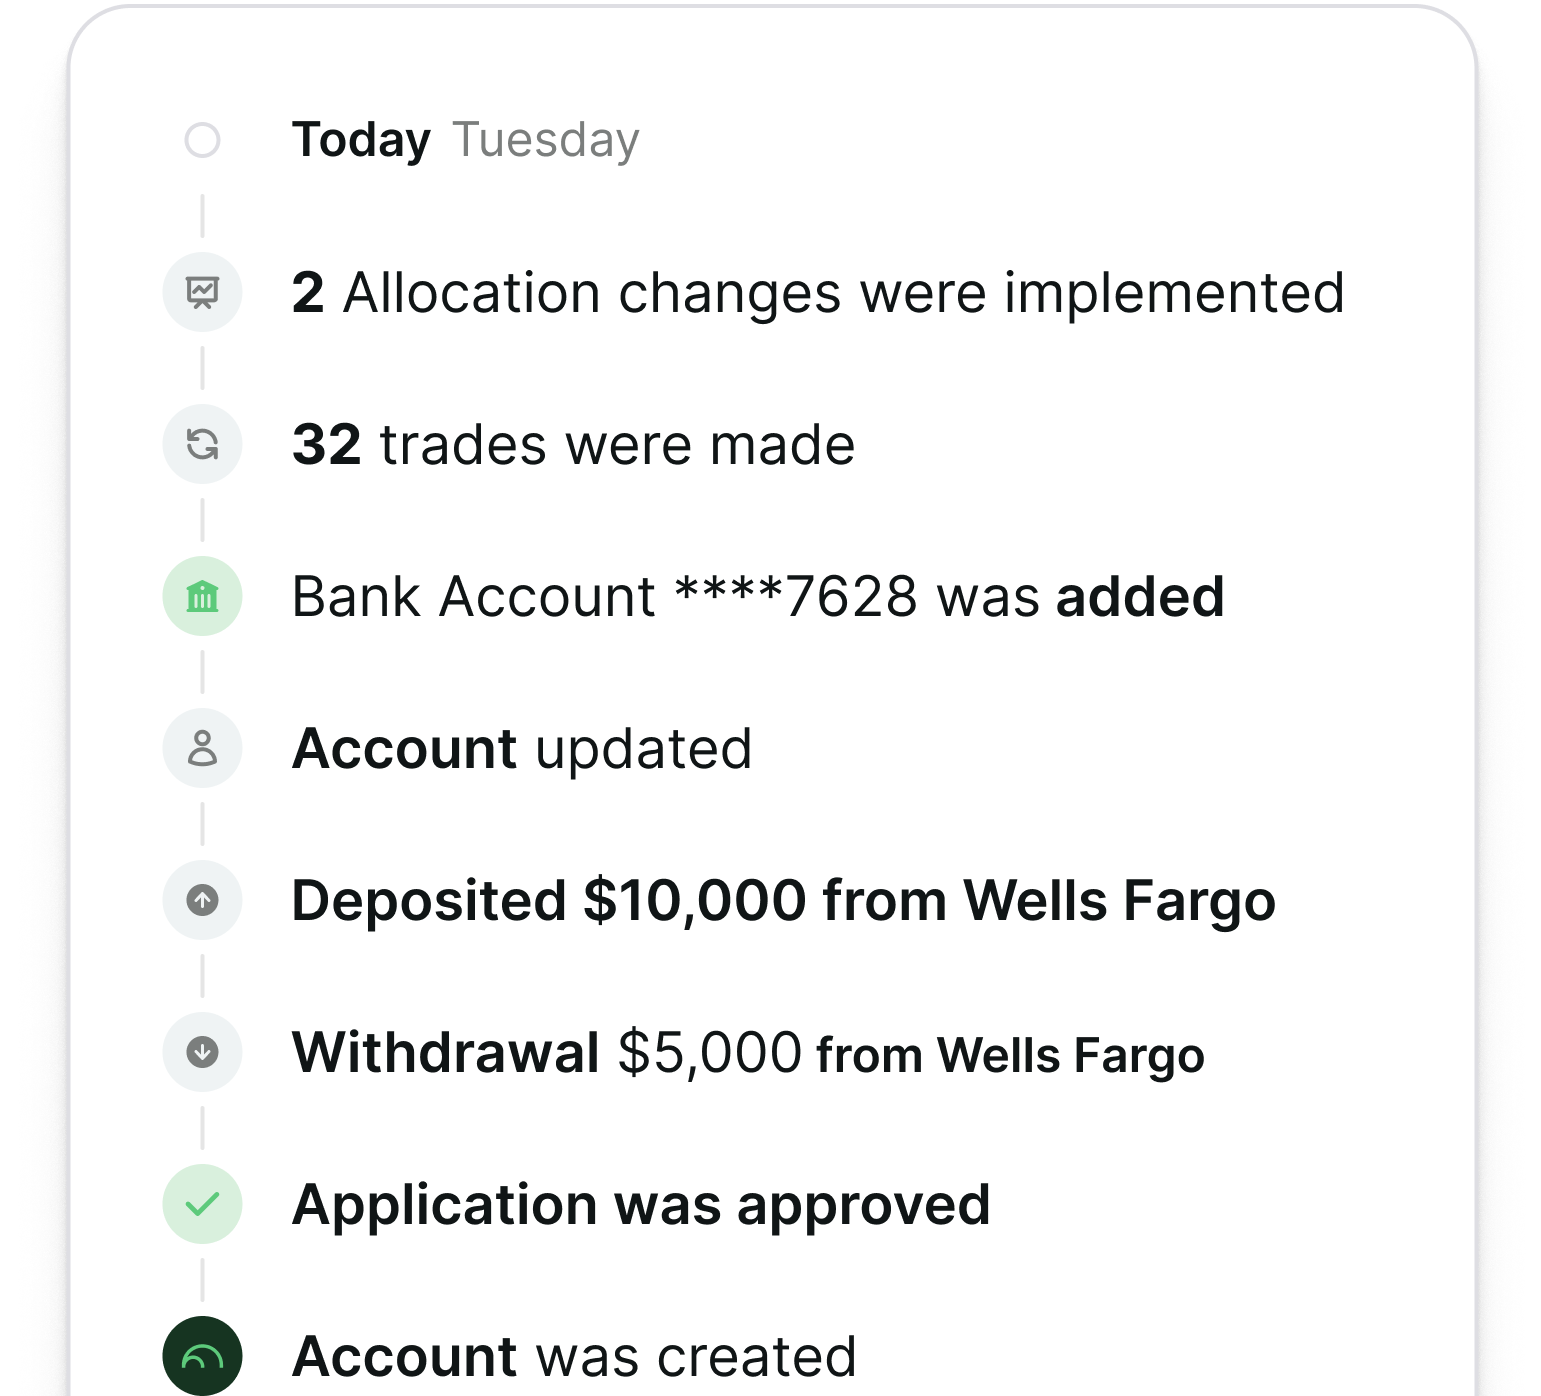 Today Tuesday
2 Allocation changes were implemented
32 trades were made
Bank Account ****7628 was added
Account updated
Deposited $10,000 from Wells Fargo
Withdrawal $5,000 from Wells Fargo
Application was approved
Account was created